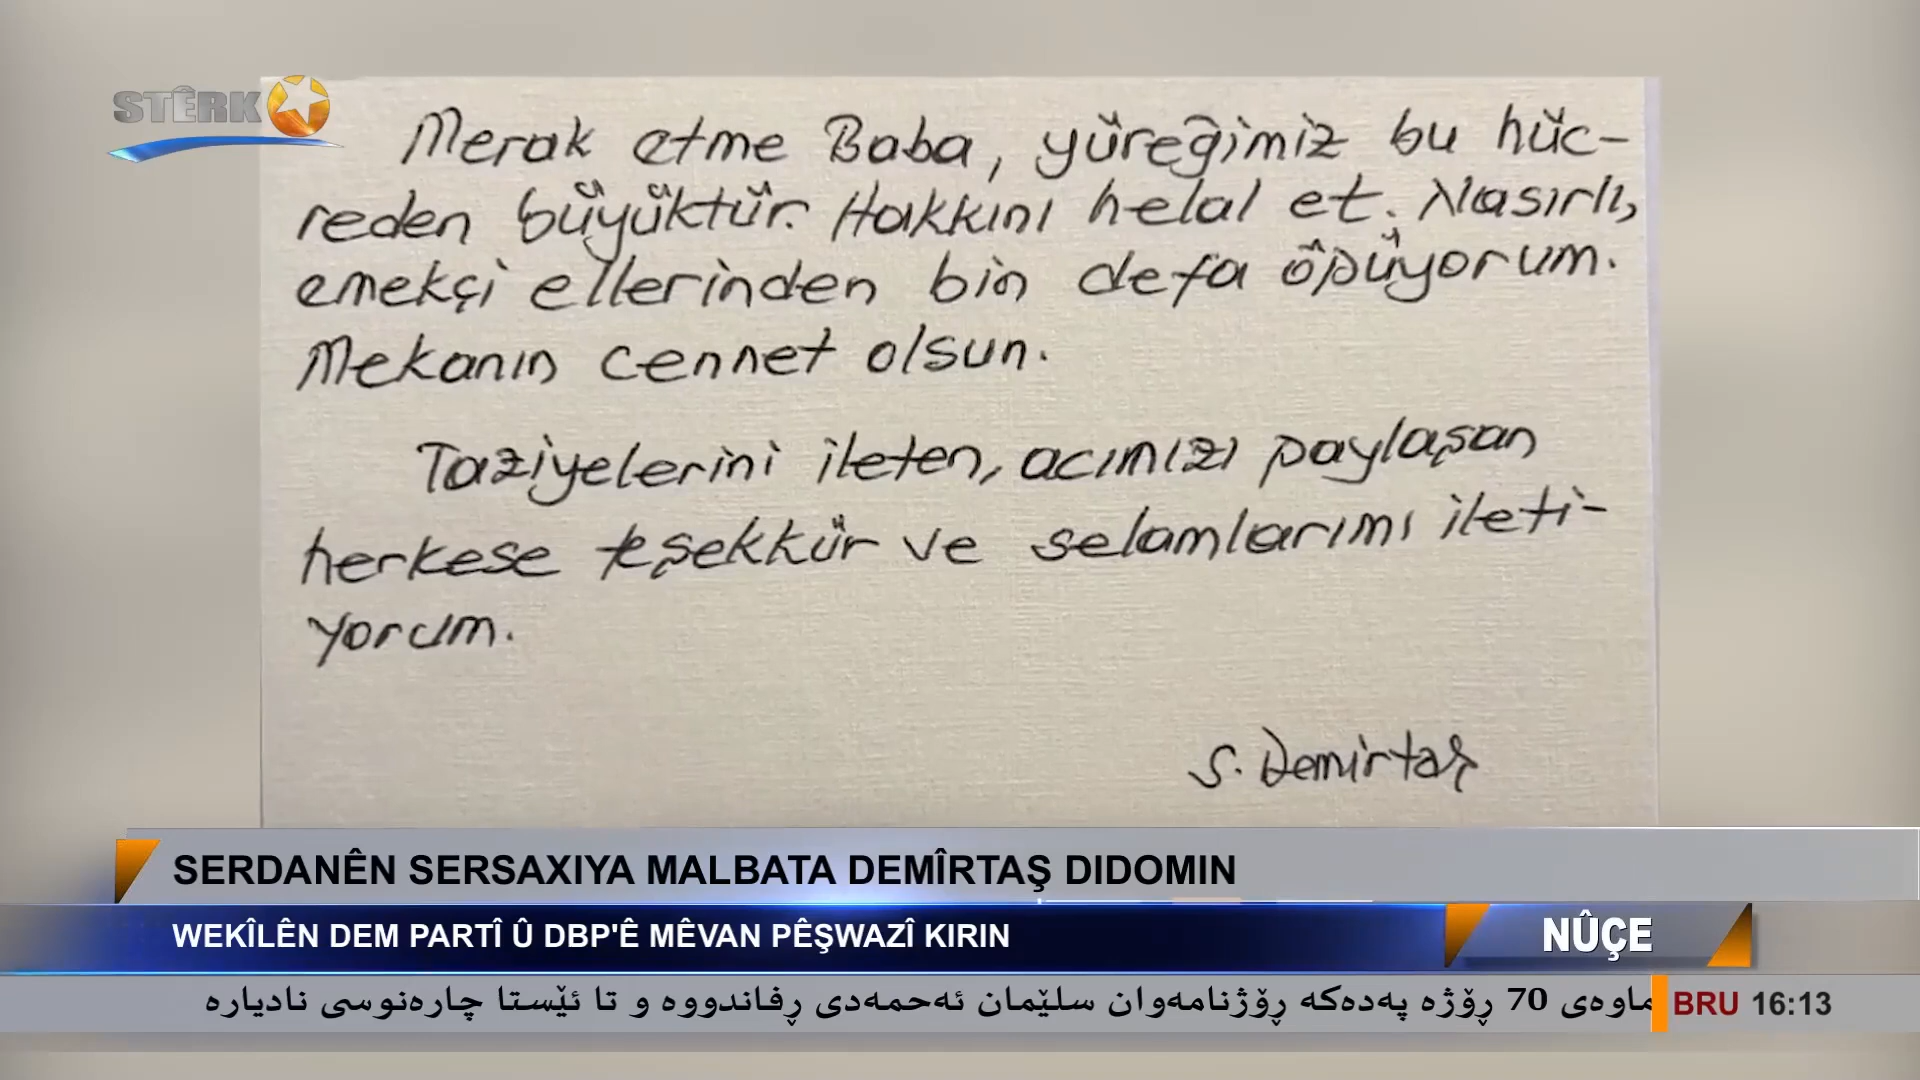 STÊRK
Merak etme Baba, yüreğimiz bu hüc-
reden büyüktür. Hakkını helal et. Nasırlı,
emekçi ellerinden bin defa öpüyorum.
Mekanın cennet olsun.
Taziyelerini ileten, acımızı paylaşan
herkese teşekkür ve selamlarımı ileti-
yorum.
S. Demirtaş
SERDANÊN SERSAXIYA MALBATA DEMÎRTAŞ DIDOMIN
WEKÎLÊN DEM PARTÎ Û DBP'Ê MÊVAN PÊŞWAZÎ KIRIN
NÛÇE
ماوەی 70 ڕۆژە پەدەکە ڕۆژنامەوان سلێمان ئەحمەدی ڕفاندووە و تا ئێستا چارەنوسی نادیارە
BRU 16:13